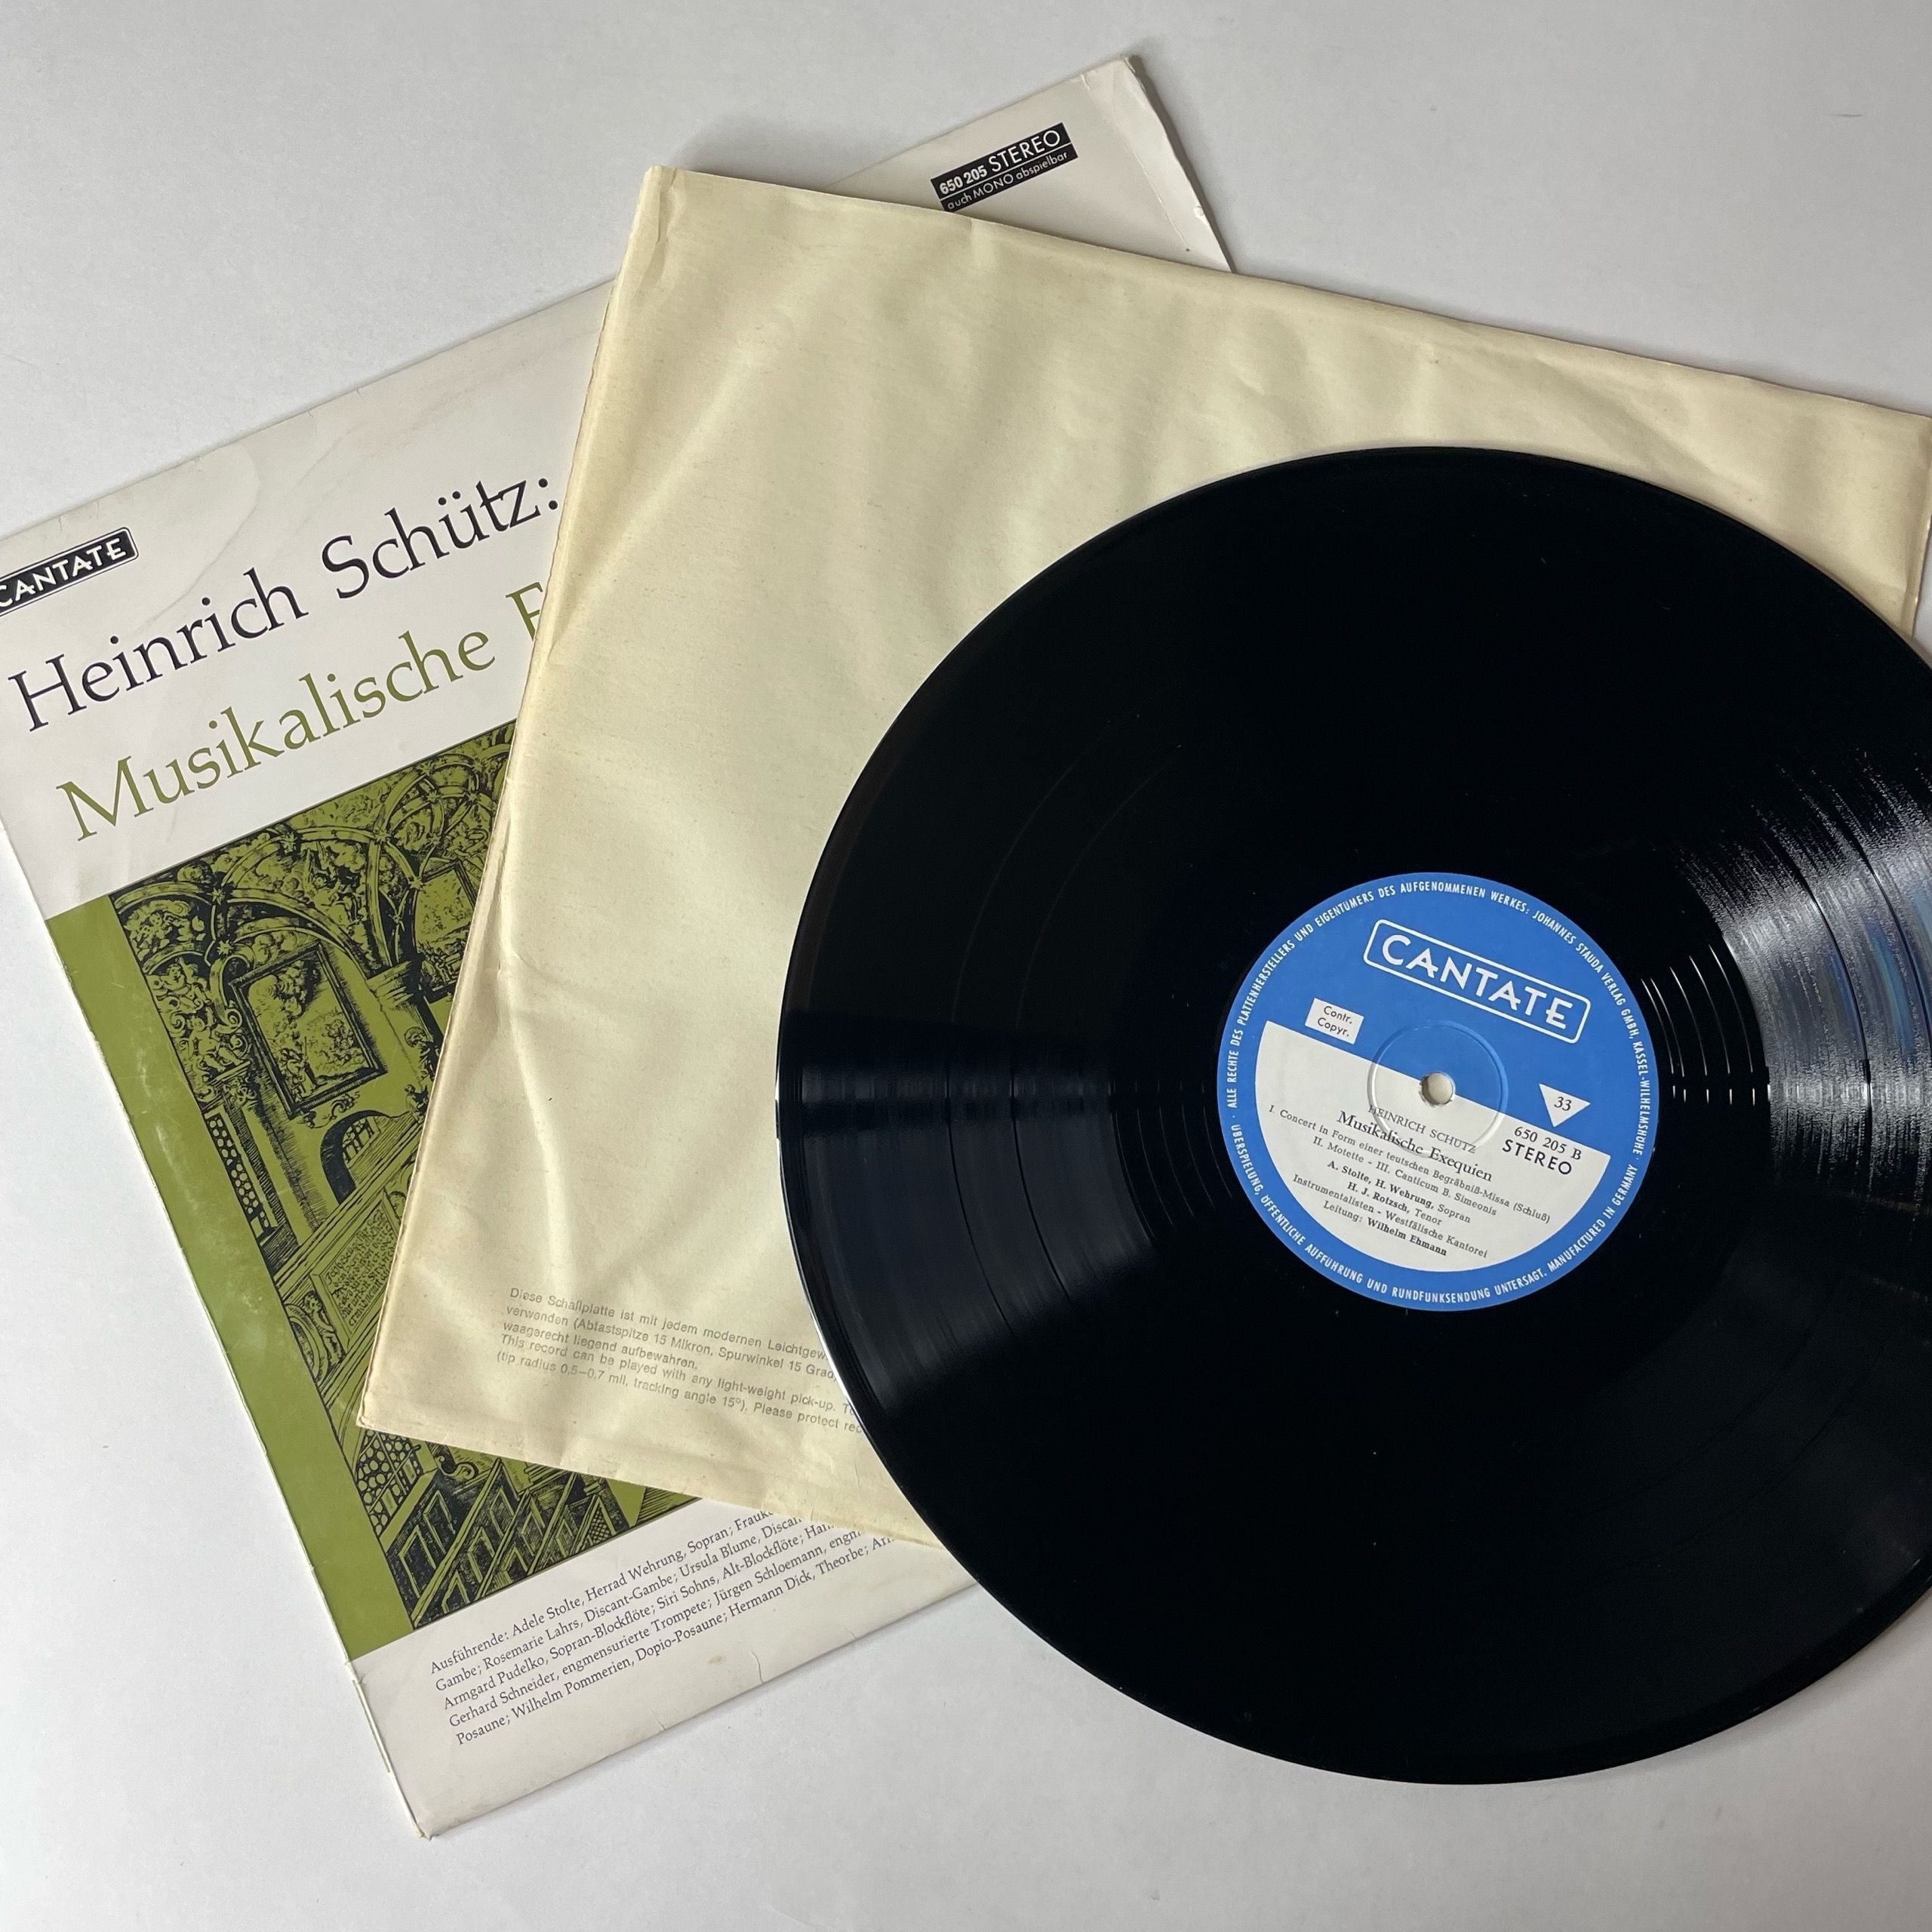 650 205 STEREO
auch MONO abspielbar
CANTATE
Heinrich Schütz:
Musikalische E
Ausführende: Adele Stolte, Herrad Wehrung, Sopran; Frauke
Gambe; Rosemarie Lahrs, Discant-Gambe; Ursula Blume, Discan
Armgard Pudelko, Sopran-Blockflöte; Siri Sohns, Alt-Blockflöte; Han
Gerhard Schneider, engmensurierte Trompete; Jürgen Schloemann, engm
Posaune; Wilhelm Pommerien, Dopio-Posaune; Hermann Dick, Theorbe; Arn
Diese Schallplatte ist mit jedem modernen Leichtgew
verwenden (Abtastspitze 15 Mikron, Spurwinkel 15 Grad
waagerecht liegend aufbewahren.
This record can be played with any light-weight pick-up. T
(tip radius 0,5–0,7 mil, tracking angle 15°). Please protect rec
ALLE RECHTE DES PLATTENHERSTELLERS UND EIGENTÜMERS DES AUFGENOMMENEN WERKES: JOHANNES STAUDA VERLAG GMBH, KASSEL-WILHELMSHÖHE · MANUFACTURED IN GERMANY
ÜBERSPIELUNG, ÖFFENTLICHE AUFFÜHRUNG UND RUNDFUNKSENDUNG UNTERSAGT.
CANTATE
Contr.
Copyr.
33
650 205 B
STEREO
HEINRICH SCHÜTZ
Musikalische Exequien
I. Concert in Form einer teutschen Begräbniß-Missa (Schluß)
II. Motette - III. Canticum B. Simeonis
A. Stolte, H. Wehrung, Sopran
H. J. Rotzsch, Tenor
Instrumentalisten - Westfälische Kantorei
Leitung: Wilhelm Ehmann